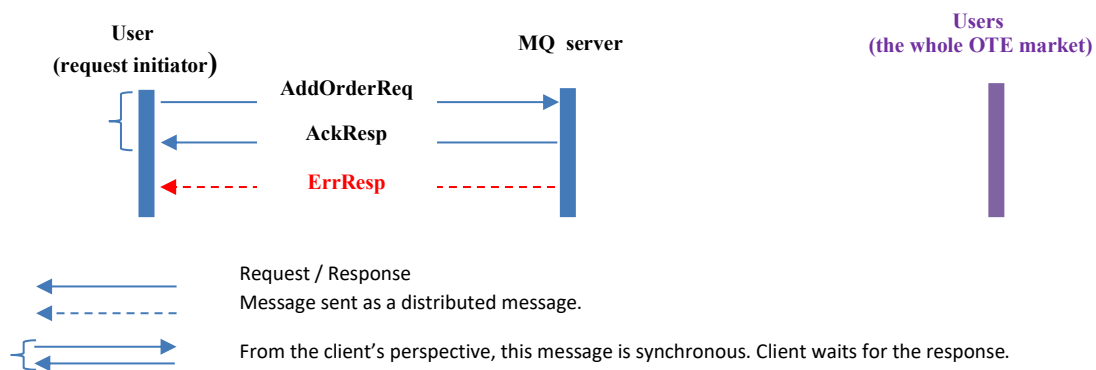 User
(request initiator)
MQ server
Users
(the whole OTE market)
AddOrderReq
AckResp
ErrResp
Request / Response
Message sent as a distributed message.
From the client's perspective, this message is synchronous. Client waits for the response.